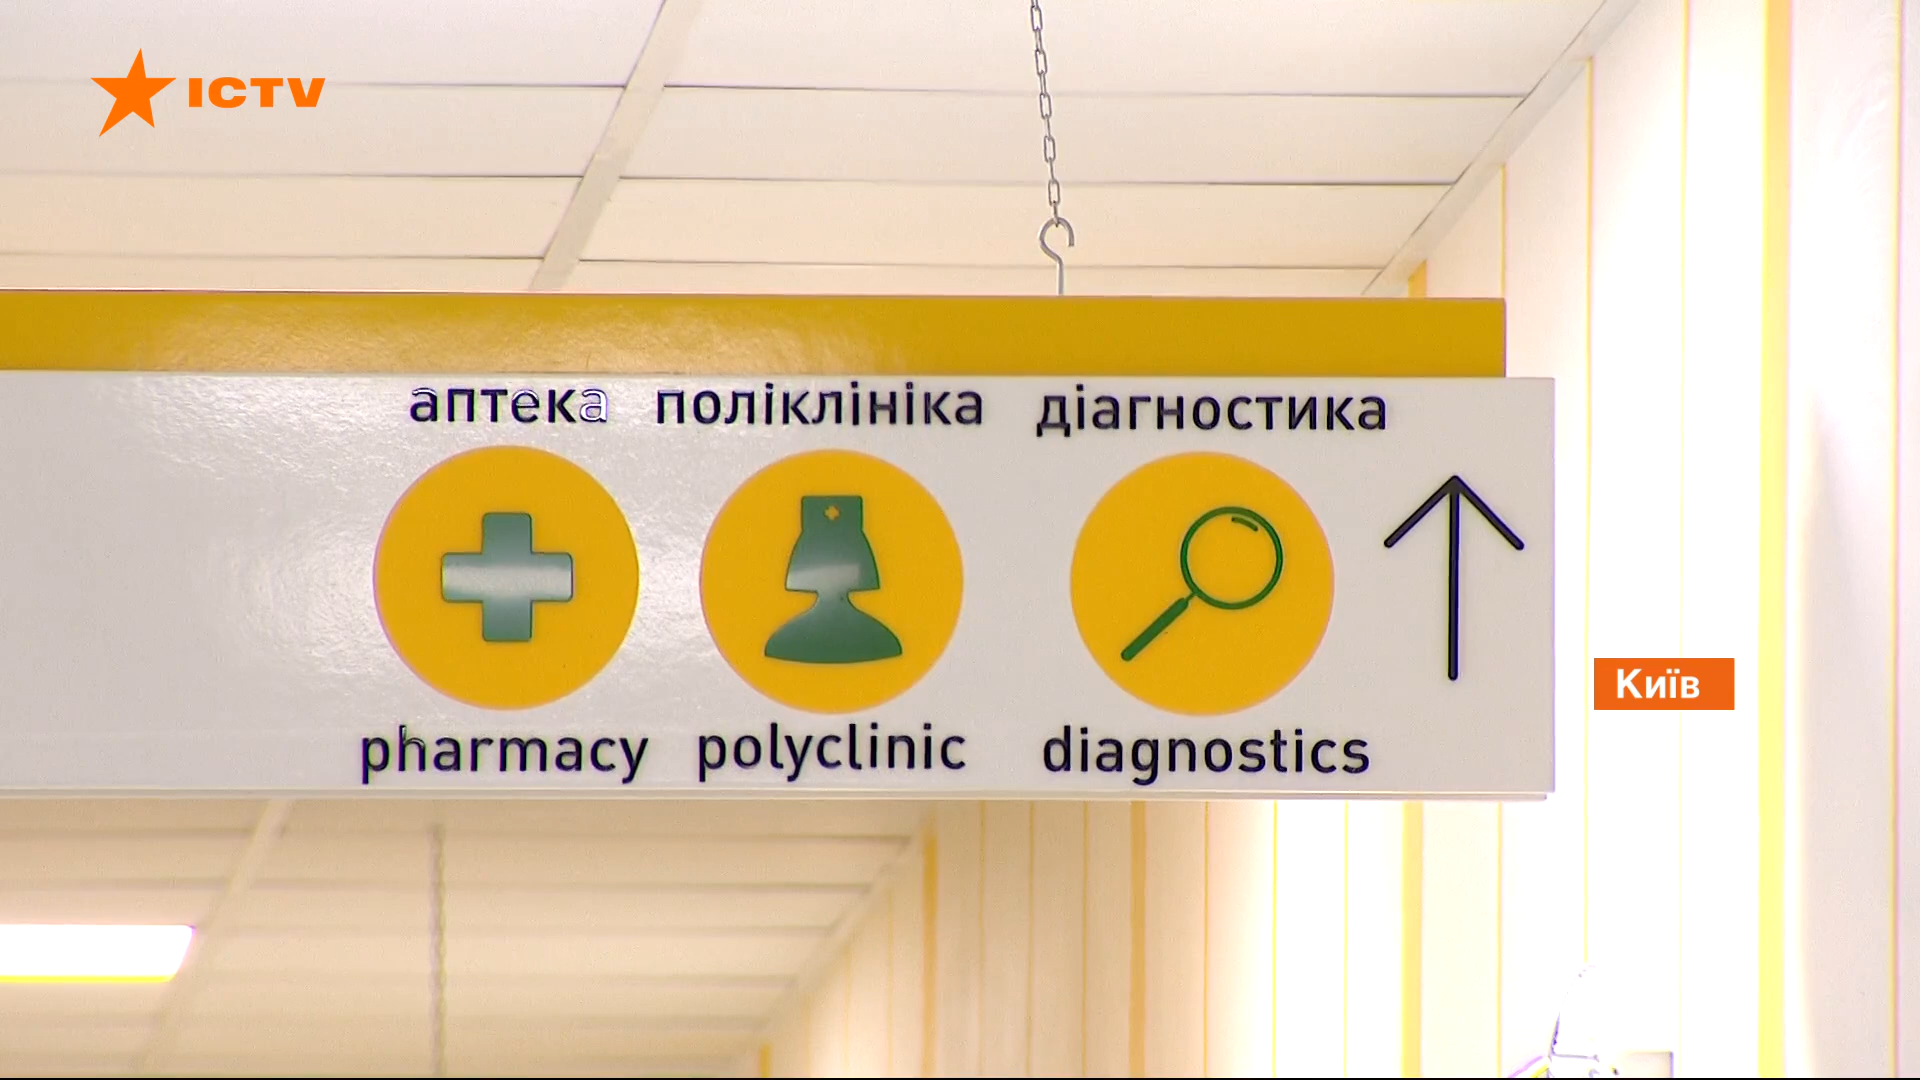 ICTV
аптека поліклініка діагностика
pharmacy polyclinic diagnostics
Київ